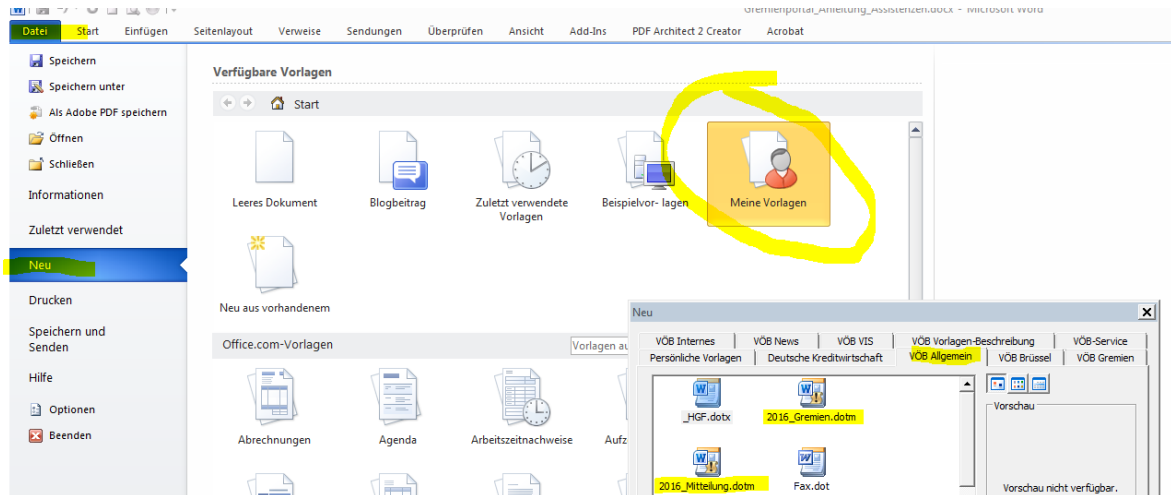 Gremienportal_Anleitung_Assistenzen.docx - Microsoft Word
Datei Start Einfügen Seitenlayout Verweise Sendungen Überprüfen Ansicht Add-Ins PDF Architect 2 Creator Acrobat
Speichern
Speichern unter
Als Adobe PDF speichern
Öffnen
Schließen
Informationen
Zuletzt verwendet
Neu
Drucken
Speichern und
Senden
Hilfe
Optionen
Beenden
Verfügbare Vorlagen
Start
Leeres Dokument
Blogbeitrag
Zuletzt verwendete
Vorlagen
Beispielvor- lagen
Meine Vorlagen
Neu aus vorhandenem
Office.com-Vorlagen
Vorlagen
Abrechnungen
Agenda
Arbeitszeitnachweise
Neu
VÖB Internes VÖB News VÖB VIS VÖB Vorlagen-Beschreibung VÖB-Service
Persönliche Vorlagen Deutsche Kreditwirtschaft VÖB Allgemein VÖB Brüssel VÖB Gremien
_HGF.dotx
2016_Gremien.dotm
2016_Mitteilung.dotm
Fax.dot
Vorschau
Vorschau nicht verfügbar.